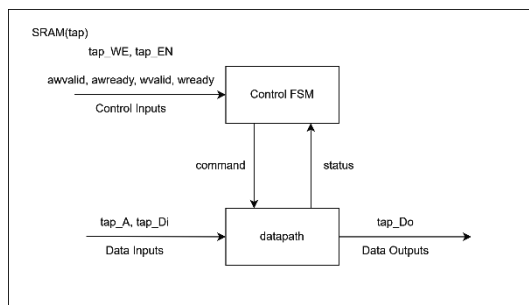 SRAM(tap)
tap_WE, tap_EN
awvalid, awready, wvalid, wready
Control Inputs
Control FSM
command
status
tap_A, tap_Di
Data Inputs
datapath
tap_Do
Data Outputs